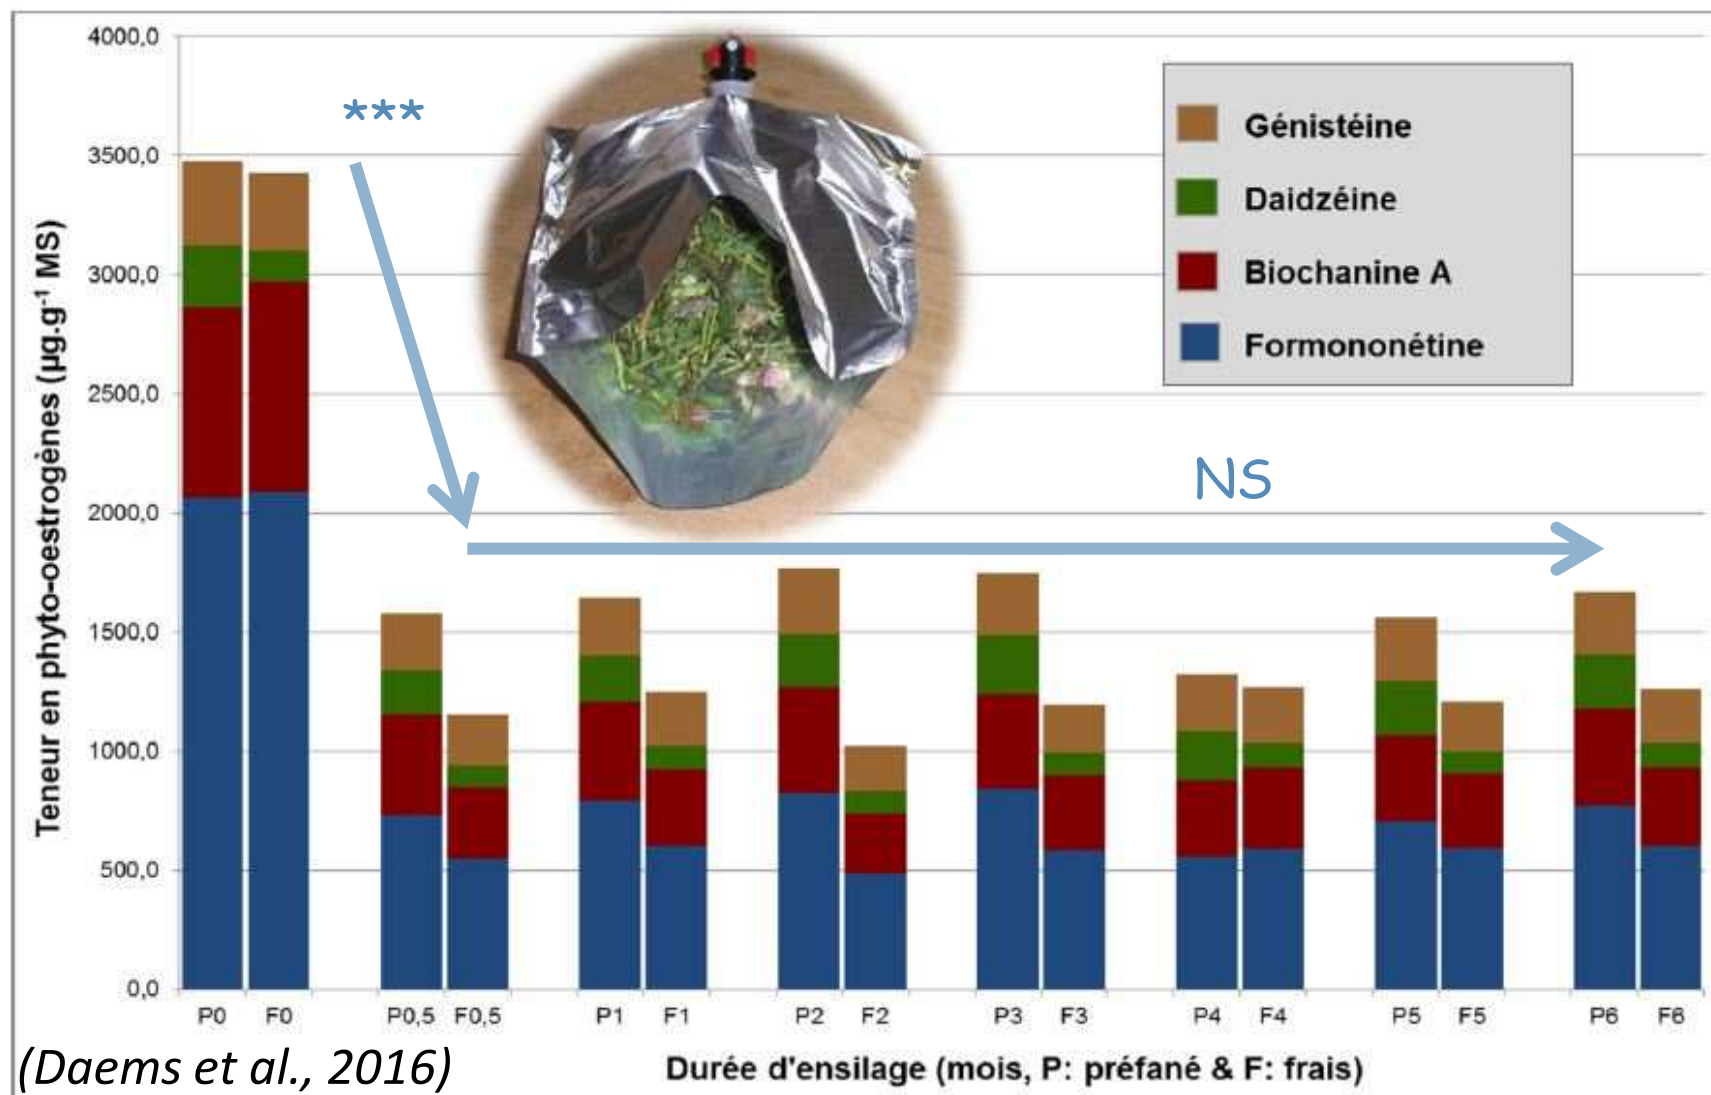 4000,0
3500,0
3000,0
2500,0
2000,0
1500,0
1000,0
500,0
0,0
Teneur en phyto-oestrogènes (µg.g⁻¹ MS)
***
Génistéine
Daidzéine
Biochanine A
Formononétine
NS
P0 F0 P0,5 F0,5 P1 F1 P2 F2 P3 F3 P4 F4 P5 F5 P6 F6
Durée d'ensilage (mois, P: préfané & F: frais)
(Daems et al., 2016)